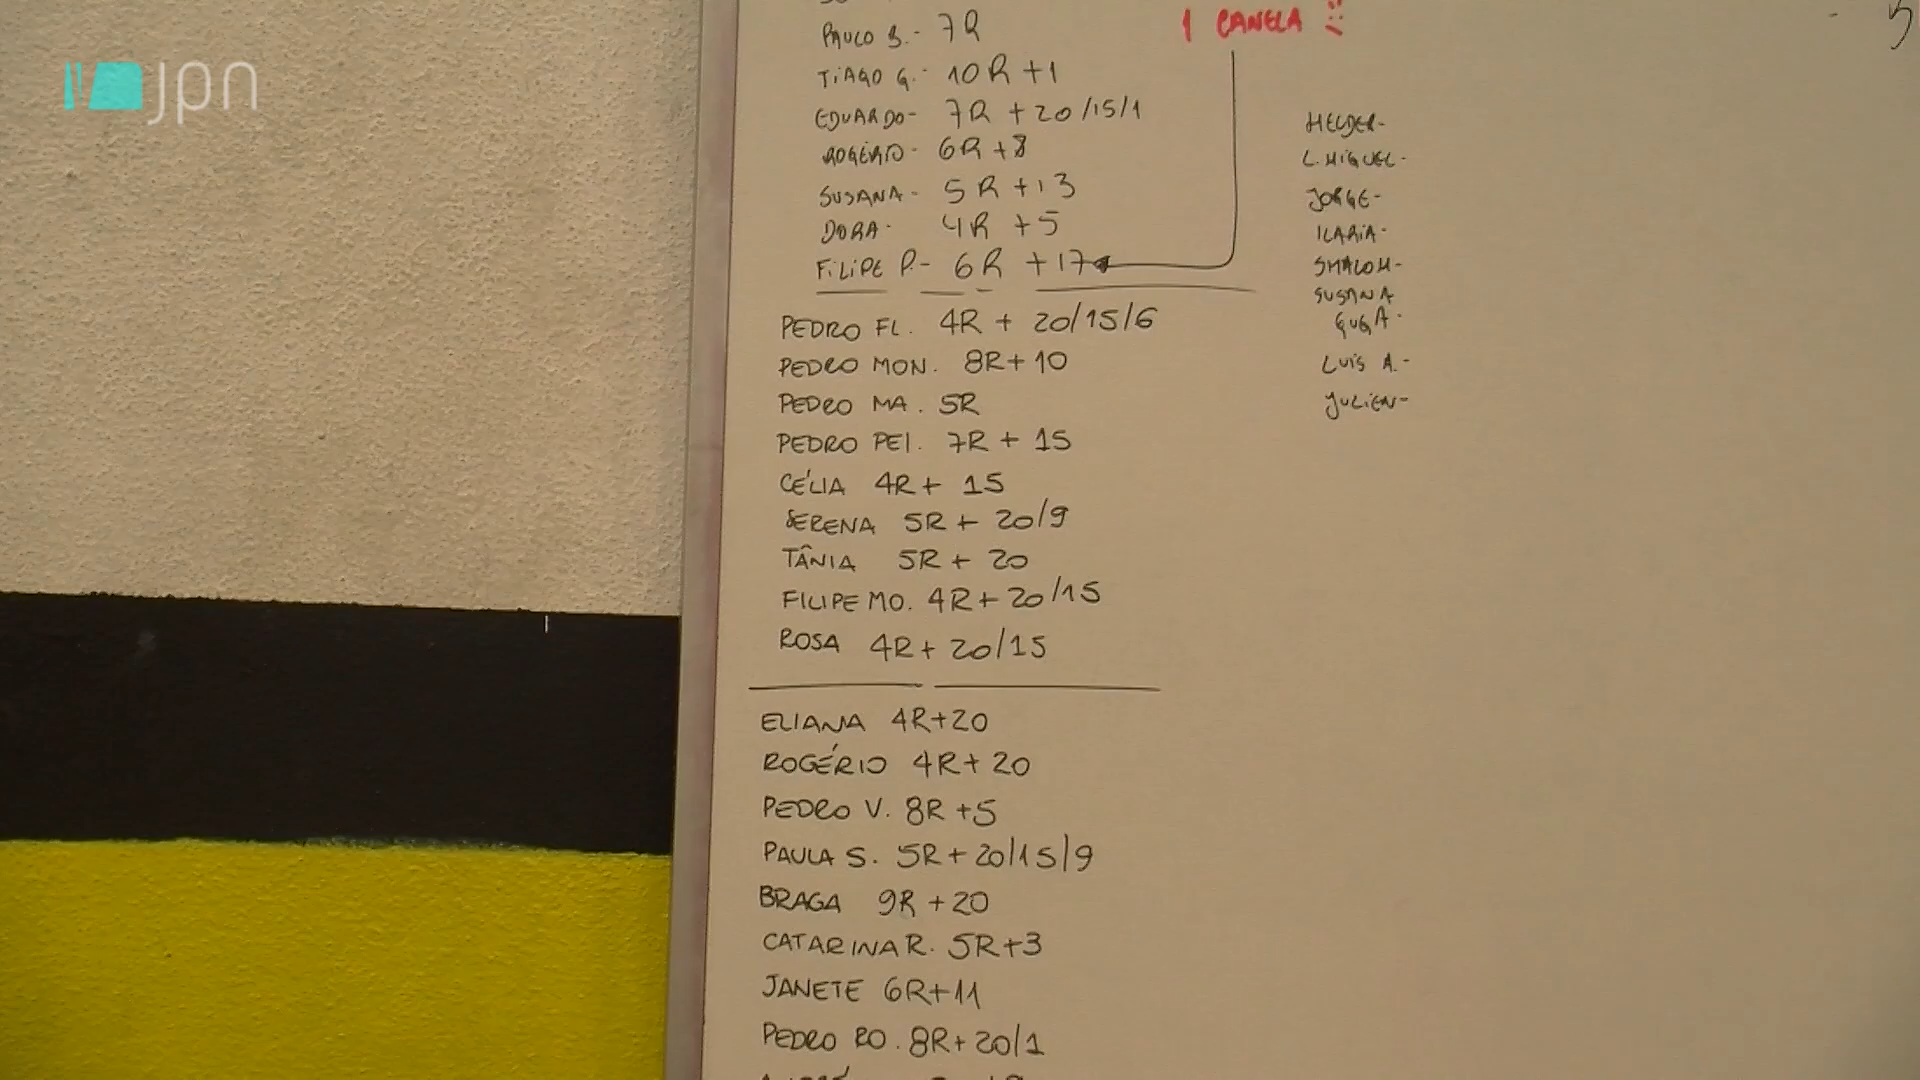 jpn
PAULO B. - 7R
TIAGO G. - 10R +1
EDUARDO - 7R + 20/15/1
ROGÉRIO - 6R +8
SUSANA - 5R +13
DORA - 4R +5
FILIPE P. - 6R +17
PEDRO FL. 4R + 20/15/6
PEDRO MON. 8R + 10
PEDRO MA. 5R
PEDRO PEI. 7R + 15
CÉLIA 4R + 15
SERENA 5R + 20/9
TÂNIA 5R + 20
FILIPE MO. 4R + 20/15
ROSA 4R + 20/15
ELIANA 4R+20
ROGÉRIO 4R+20
PEDRO V. 8R +5
PAULA S. 5R + 20/15/9
BRAGA 9R +20
CATARINA R. 5R+3
JANETE 6R+11
PEDRO RO. 8R+ 20/1
1 CANELA :(
HELDER-
L. MIGUEL-
JORGE-
ILARIA-
SHALOM-
SUSANA
GUGA-
LUIS A.-
JULIEN-